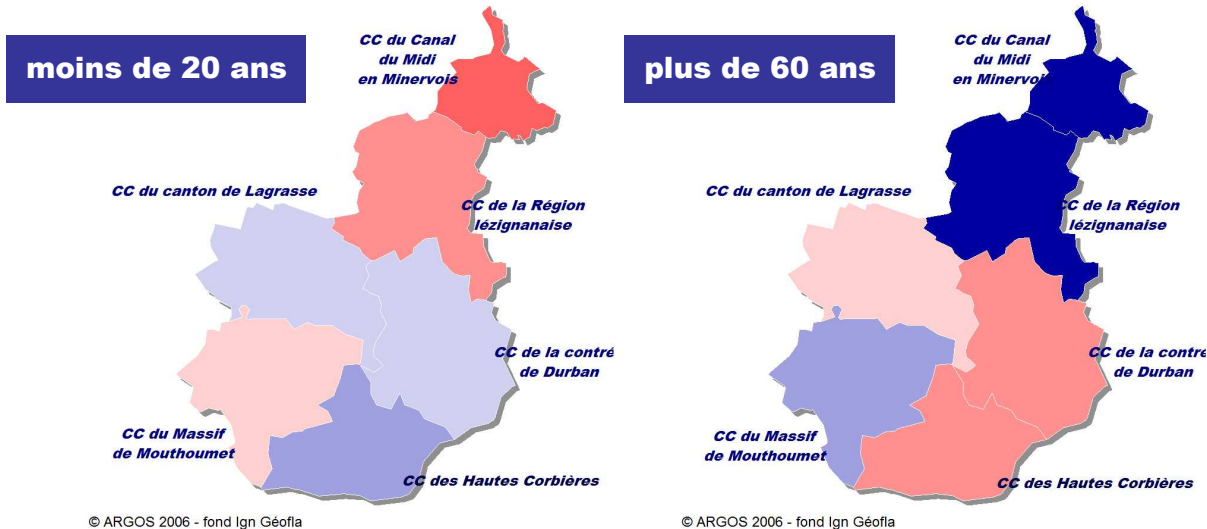 moins de 20 ans
CC du Canal
du Midi
en Minervois
CC du canton de Lagrasse
CC de la Région
lézignanaise
CC de la contré
de Durban
CC du Massif
de Mouthoumet
CC des Hautes Corbières
© ARGOS 2006 - fond Ign Géofla
plus de 60 ans
CC du Canal
du Midi
en Minervois
CC du canton de Lagrasse
CC de la Région
lézignanaise
CC de la contré
de Durban
CC du Massif
de Mouthoumet
CC des Hautes Corbières
© ARGOS 2006 - fond Ign Géofla